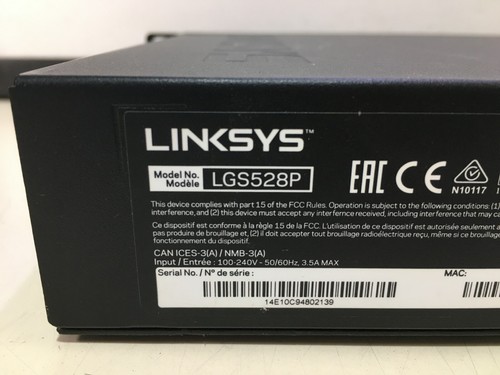 LINKSYS™
Model No.
Modèle
LGS528P
EAC CE
N10117
This device complies with part 15 of the FCC Rules. Operation is subject to the following conditions: (1)
interference, and (2) this device must accept any interfernce received, including interference that may c
Ce dispositif est conforme à la règle 15 de la FCC. L'utilisation de ce dispositif est autorisée seulement
pas produire de brouillage, et (2) il doit accepter tout brouillage radioélectrique reçu, même si ce
fonctionnement du dispositif.
CAN ICES-3(A) / NMB-3(A)
Input / Entrée : 100-240V - 50/60Hz, 3.5A MAX
Serial No. / N° de série :
MAC:
14E10C94802139